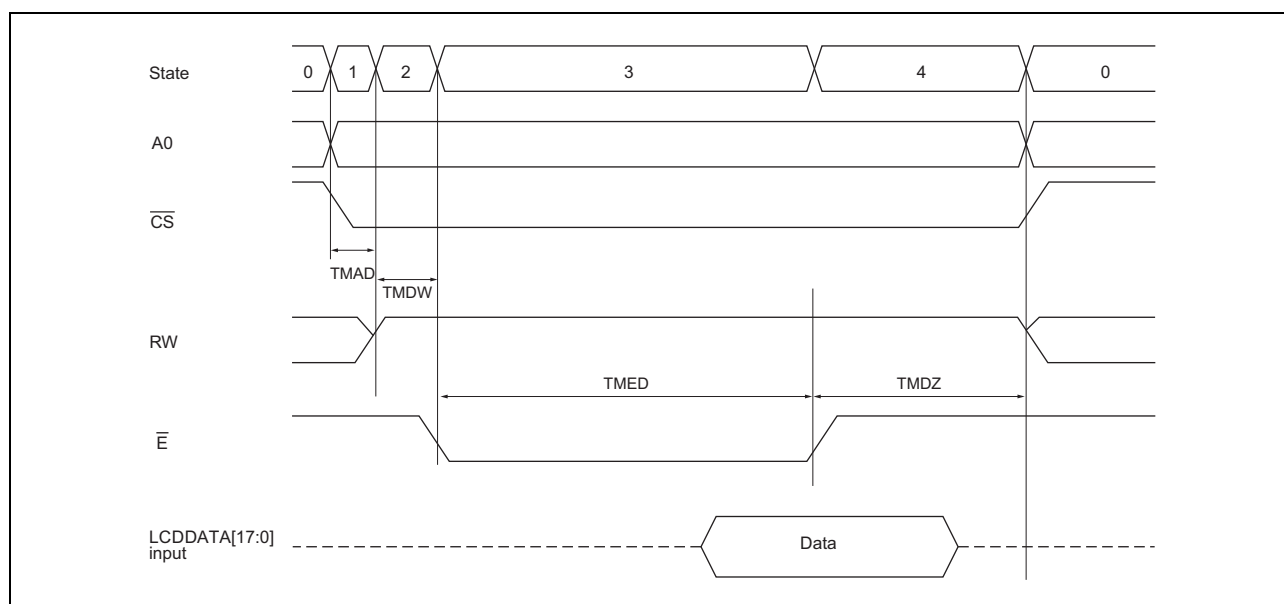 State
0 1 2 3 4 0
A0
CS
TMAD
TMDW
RW
TMED TMDZ
E
LCDDATA[17:0]
input
Data